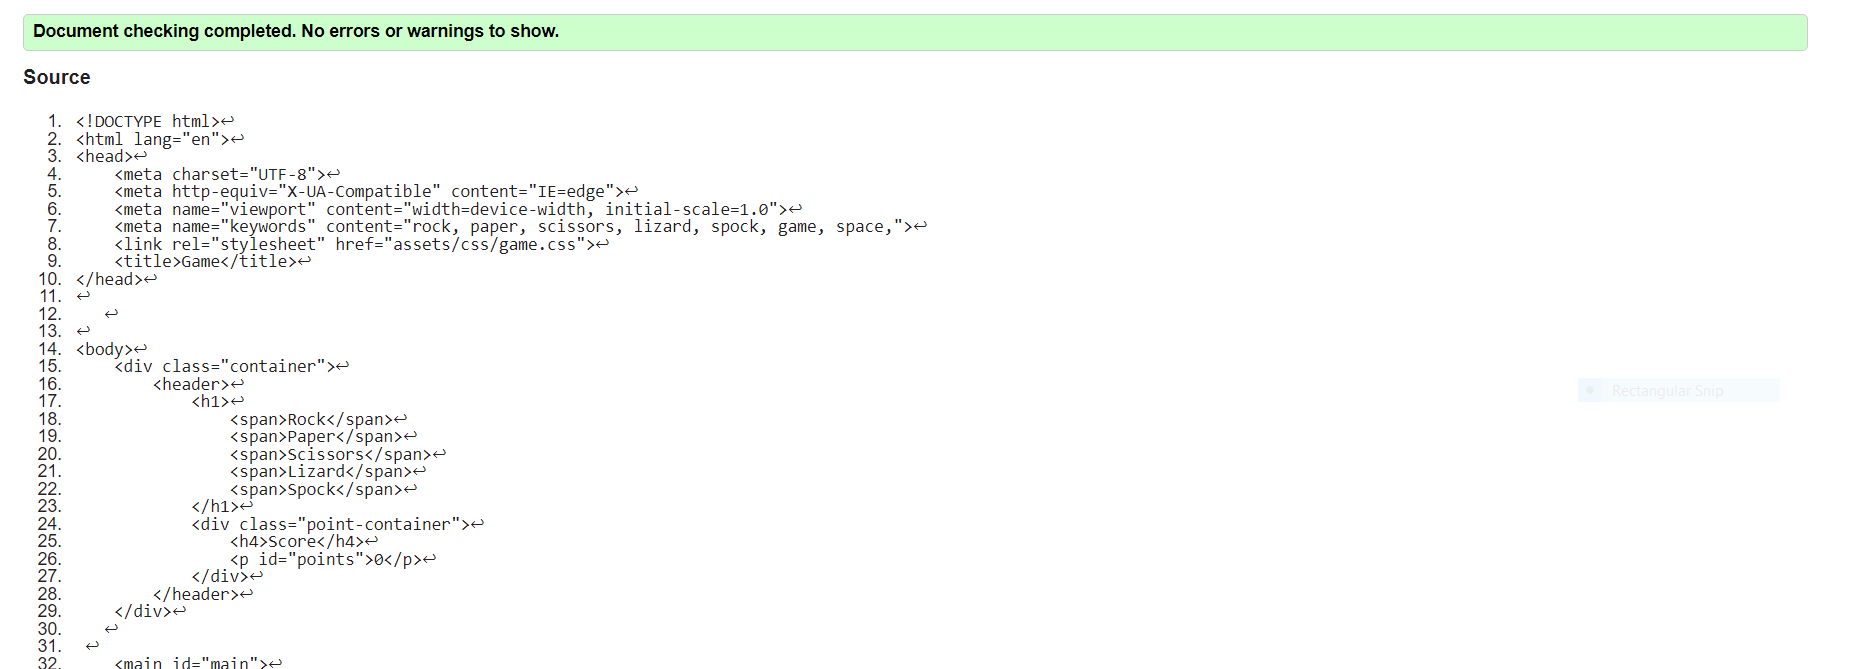 Document checking completed. No errors or warnings to show.
Source
1. <!DOCTYPE html>↩
2. <html lang="en">↩
3. <head>↩
4.     <meta charset="UTF-8">↩
5.     <meta http-equiv="X-UA-Compatible" content="IE=edge">↩
6.     <meta name="viewport" content="width=device-width, initial-scale=1.0">↩
7.     <meta name="keywords" content="rock, paper, scissors, lizard, spock, game, space,">↩
8.     <link rel="stylesheet" href="assets/css/game.css">↩
9.     <title>Game</title>↩
10. </head>↩
11. ↩
12.    ↩
13. ↩
14. <body>↩
15.     <div class="container">↩
16.         <header>↩
17.             <h1>↩
18.                 <span>Rock</span>↩
19.                 <span>Paper</span>↩
20.                 <span>Scissors</span>↩
21.                 <span>Lizard</span>↩
22.                 <span>Spock</span>↩
23.             </h1>↩
24.             <div class="point-container">↩
25.                 <h4>Score</h4>↩
26.                 <p id="points">0</p>↩
27.             </div>↩
28.         </header>↩
29.     </div>↩
30.    ↩
31.  ↩
32.     <main id="main">↩
Rectangular Snip